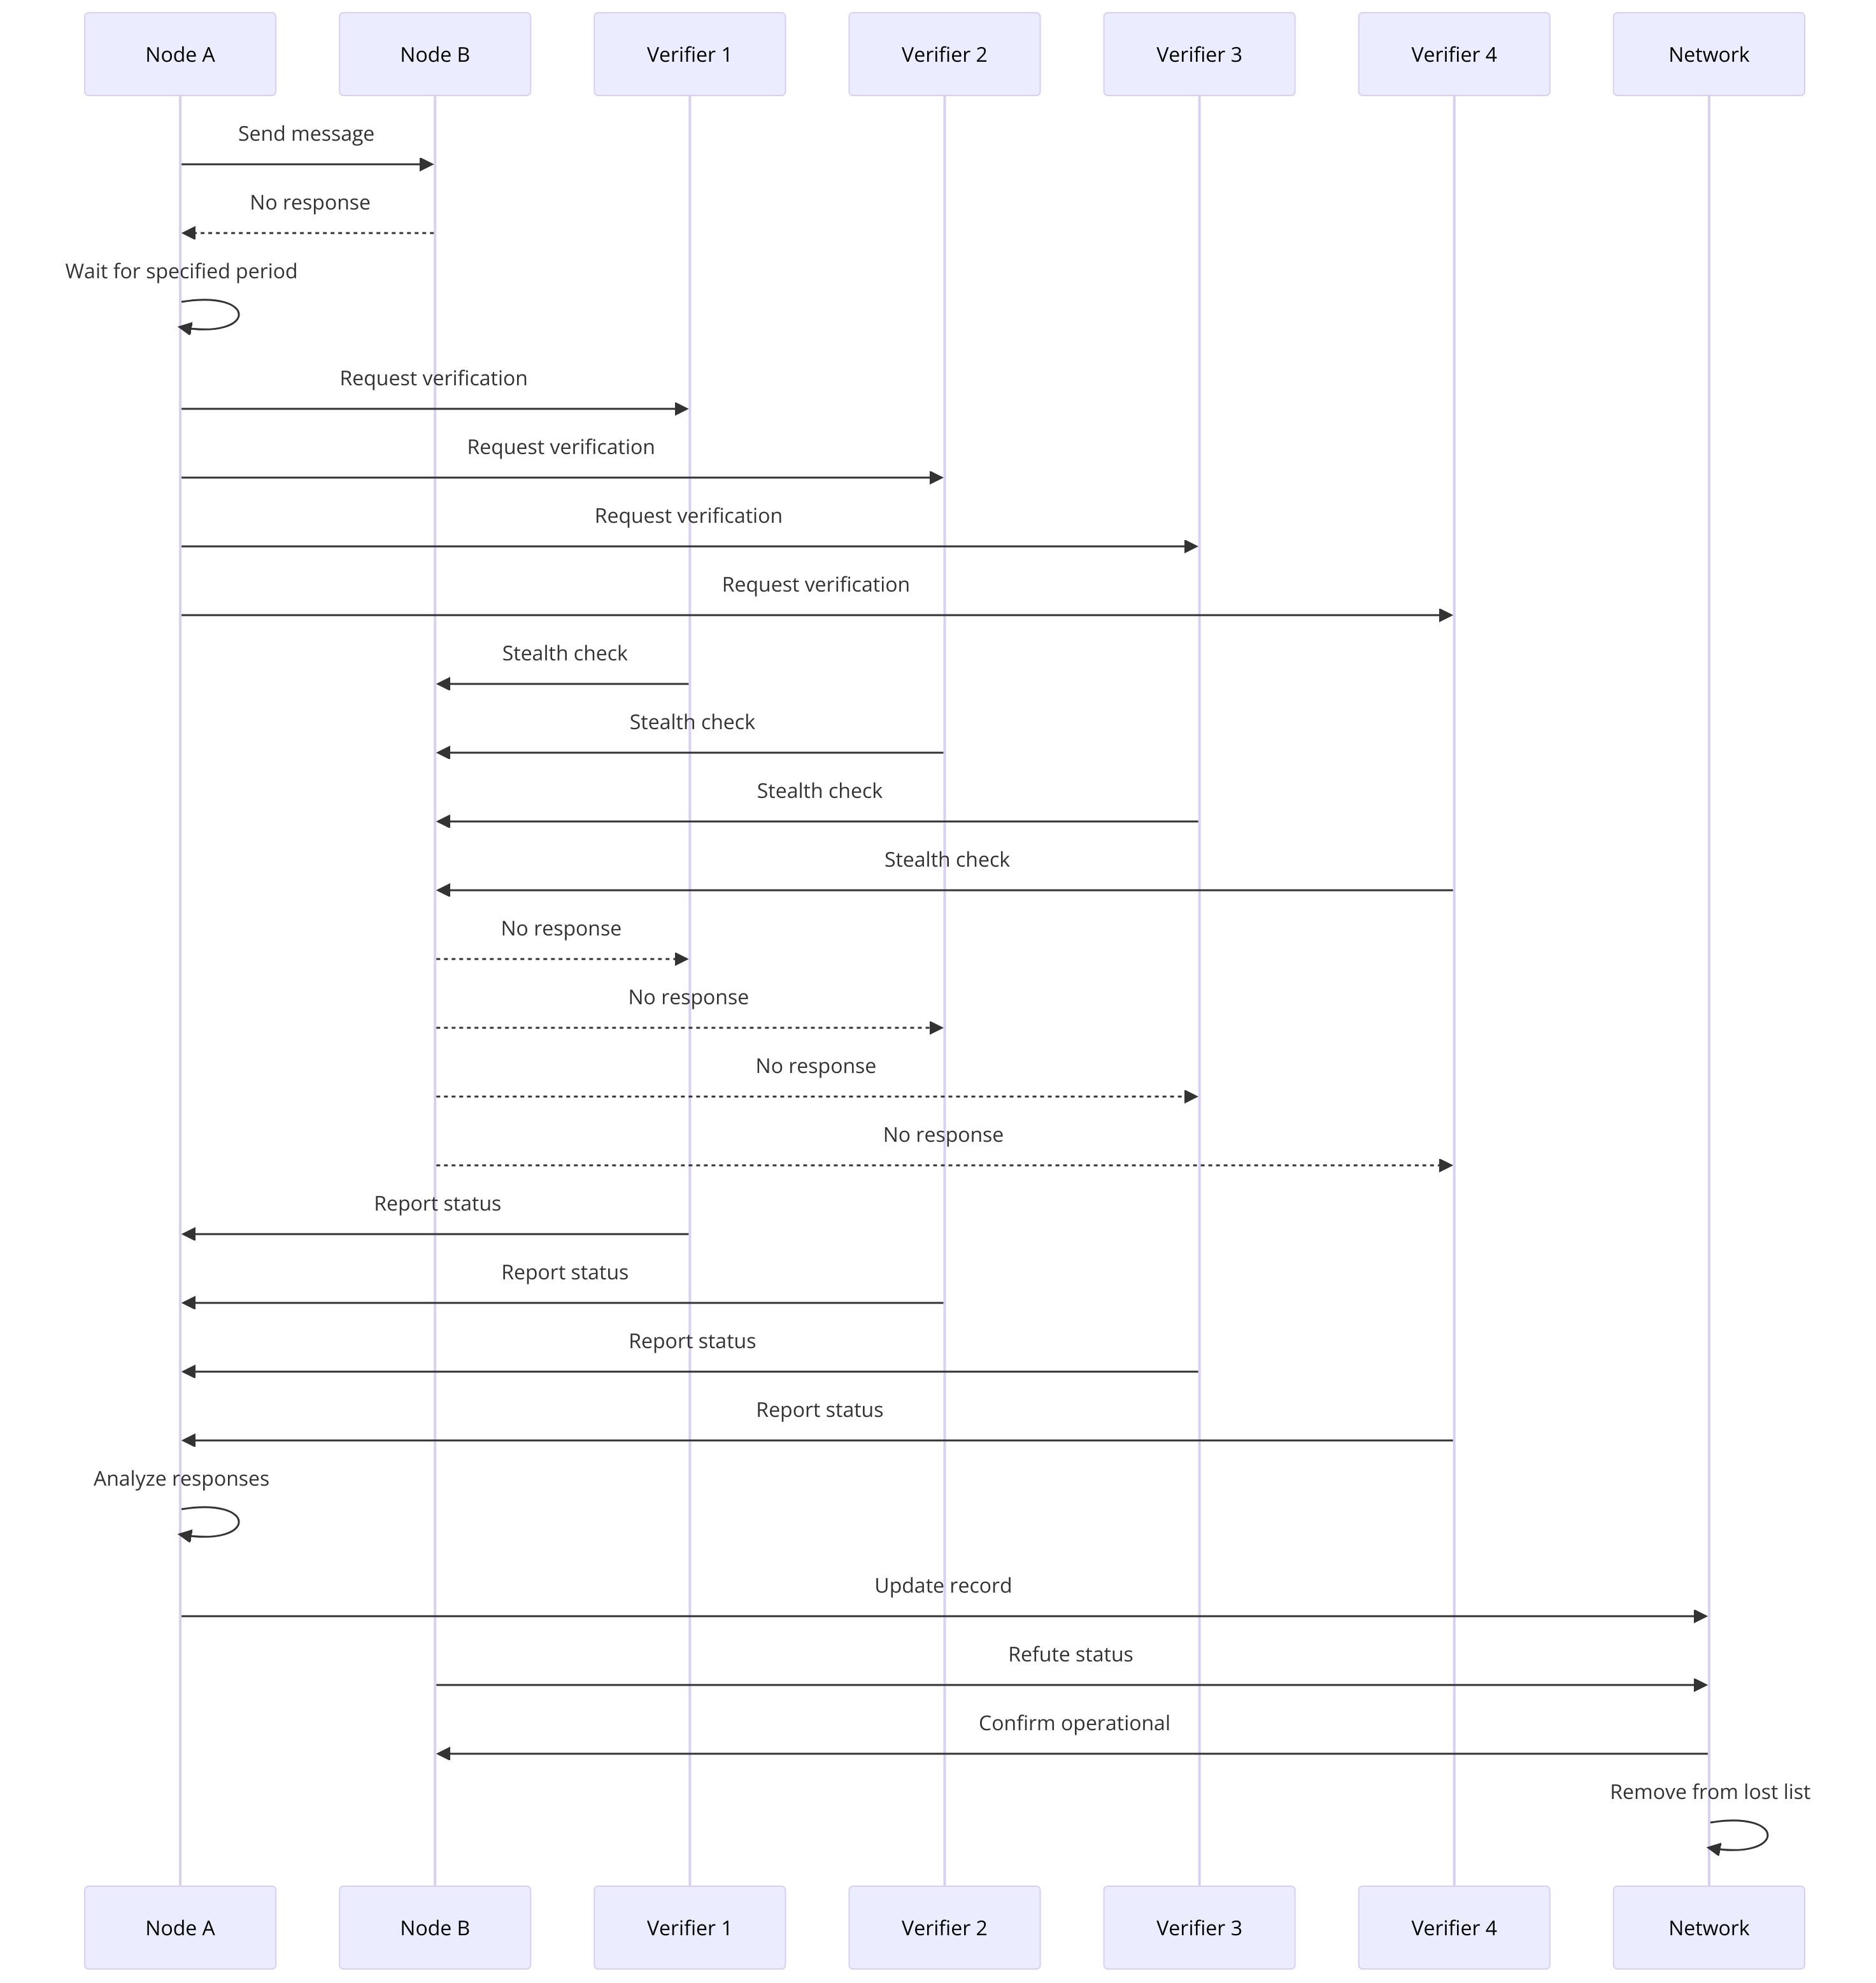 Node A
Node B
Verifier 1
Verifier 2
Verifier 3
Verifier 4
Network
Send message
No response
Wait for specified period
Request verification
Request verification
Request verification
Request verification
Stealth check
Stealth check
Stealth check
Stealth check
No response
No response
No response
No response
Report status
Report status
Report status
Report status
Analyze responses
Update record
Refute status
Confirm operational
Remove from lost list
Node A
Node B
Verifier 1
Verifier 2
Verifier 3
Verifier 4
Network